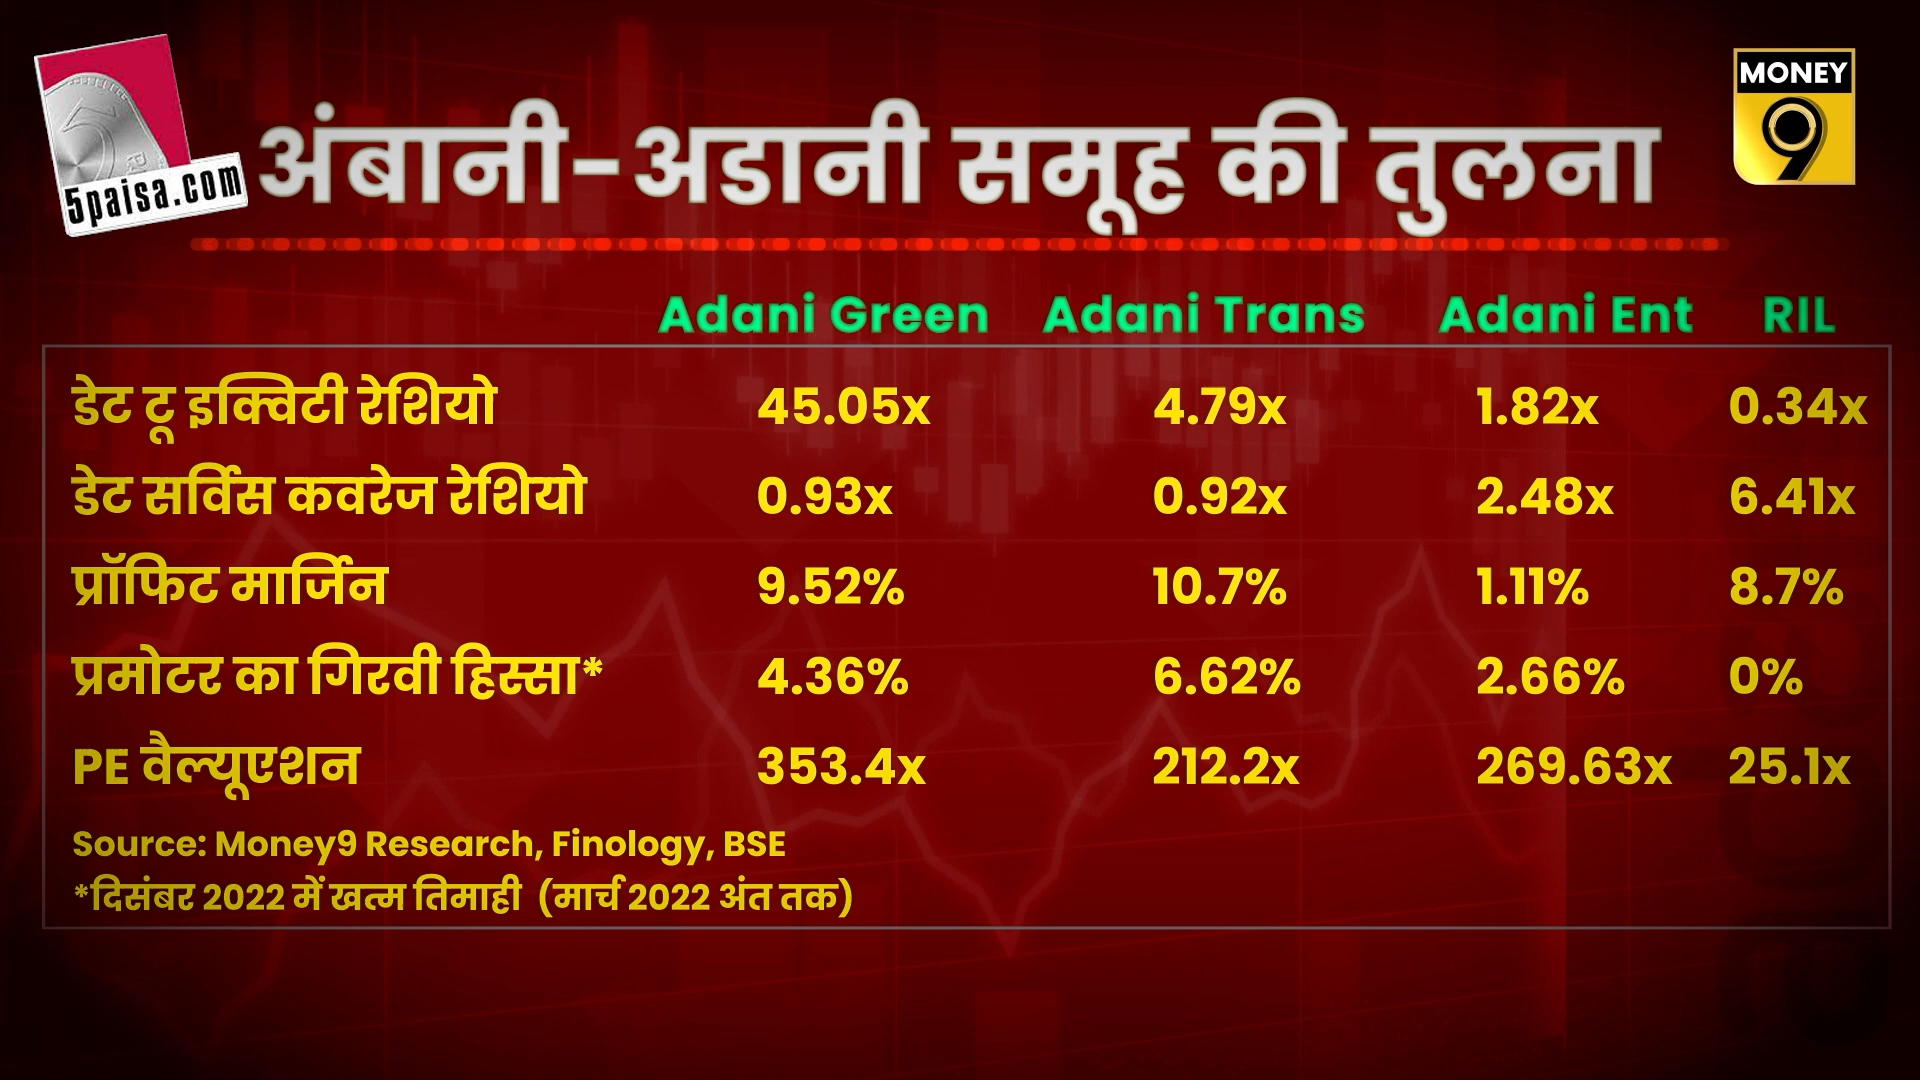 5paisa.com
MONEY
9
अंबानी-अडानी समूह की तुलना
Adani Green Adani Trans Adani Ent RIL
डेट टू इक्विटी रेशियो 45.05x 4.79x 1.82x 0.34x
डेट सर्विस कवरेज रेशियो 0.93x 0.92x 2.48x 6.41x
प्रॉफिट मार्जिन 9.52% 10.7% 1.11% 8.7%
प्रमोटर का गिरवी हिस्सा* 4.36% 6.62% 2.66% 0%
PE वैल्यूएशन 353.4x 212.2x 269.63x 25.1x
Source: Money9 Research, Finology, BSE
*दिसंबर 2022 में खत्म तिमाही (मार्च 2022 अंत तक)